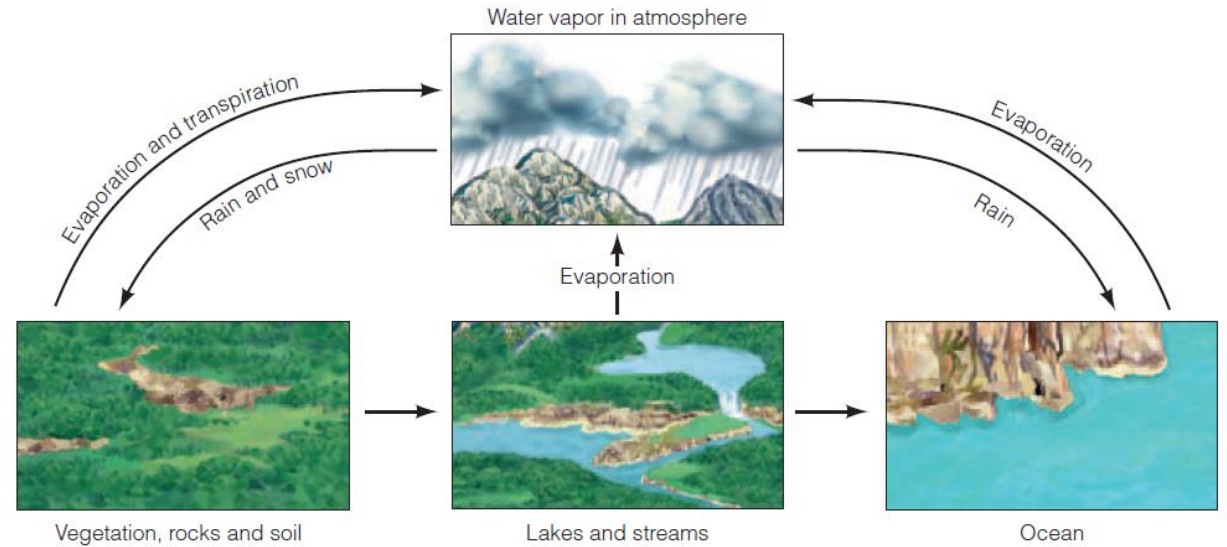 Water vapor in atmosphere
Evaporation and transpiration
Rain and snow
Evaporation
Evaporation
Rain
Vegetation, rocks and soil
Lakes and streams
Ocean